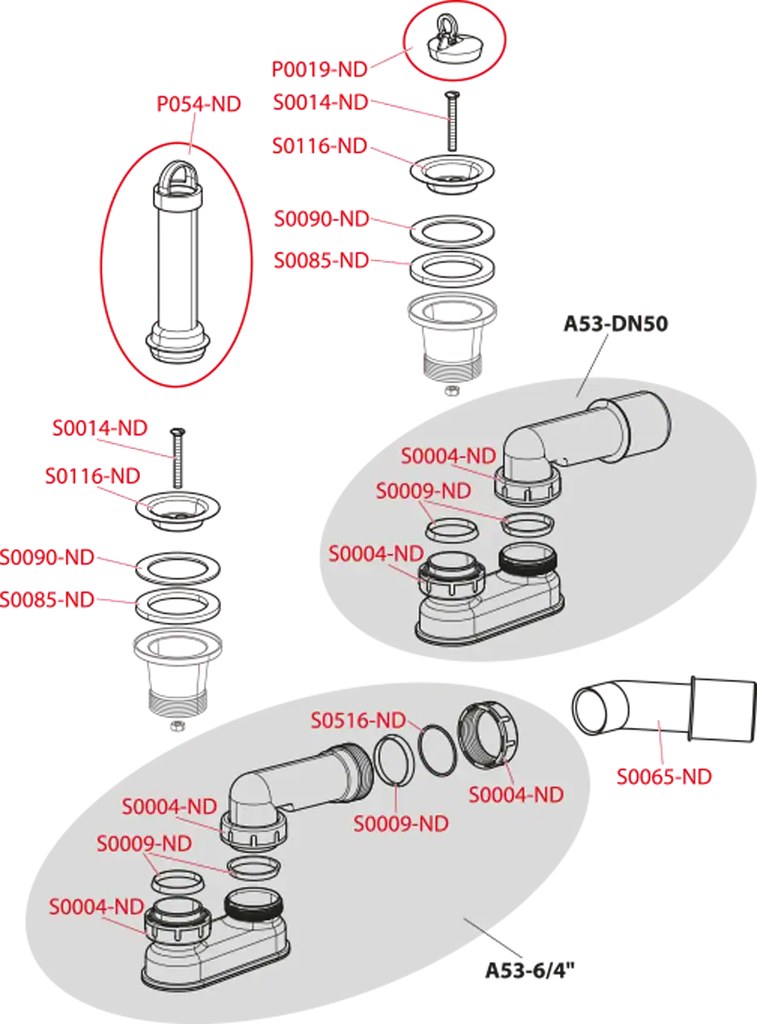 P0019-ND
S0014-ND
P054-ND
S0116-ND
S0090-ND
S0085-ND
A53-DN50
S0014-ND
S0004-ND
S0116-ND
S0009-ND
S0004-ND
S0090-ND
S0085-ND
S0516-ND
S0065-ND
S0004-ND
S0004-ND
S0009-ND
S0009-ND
S0004-ND
A53-6/4"